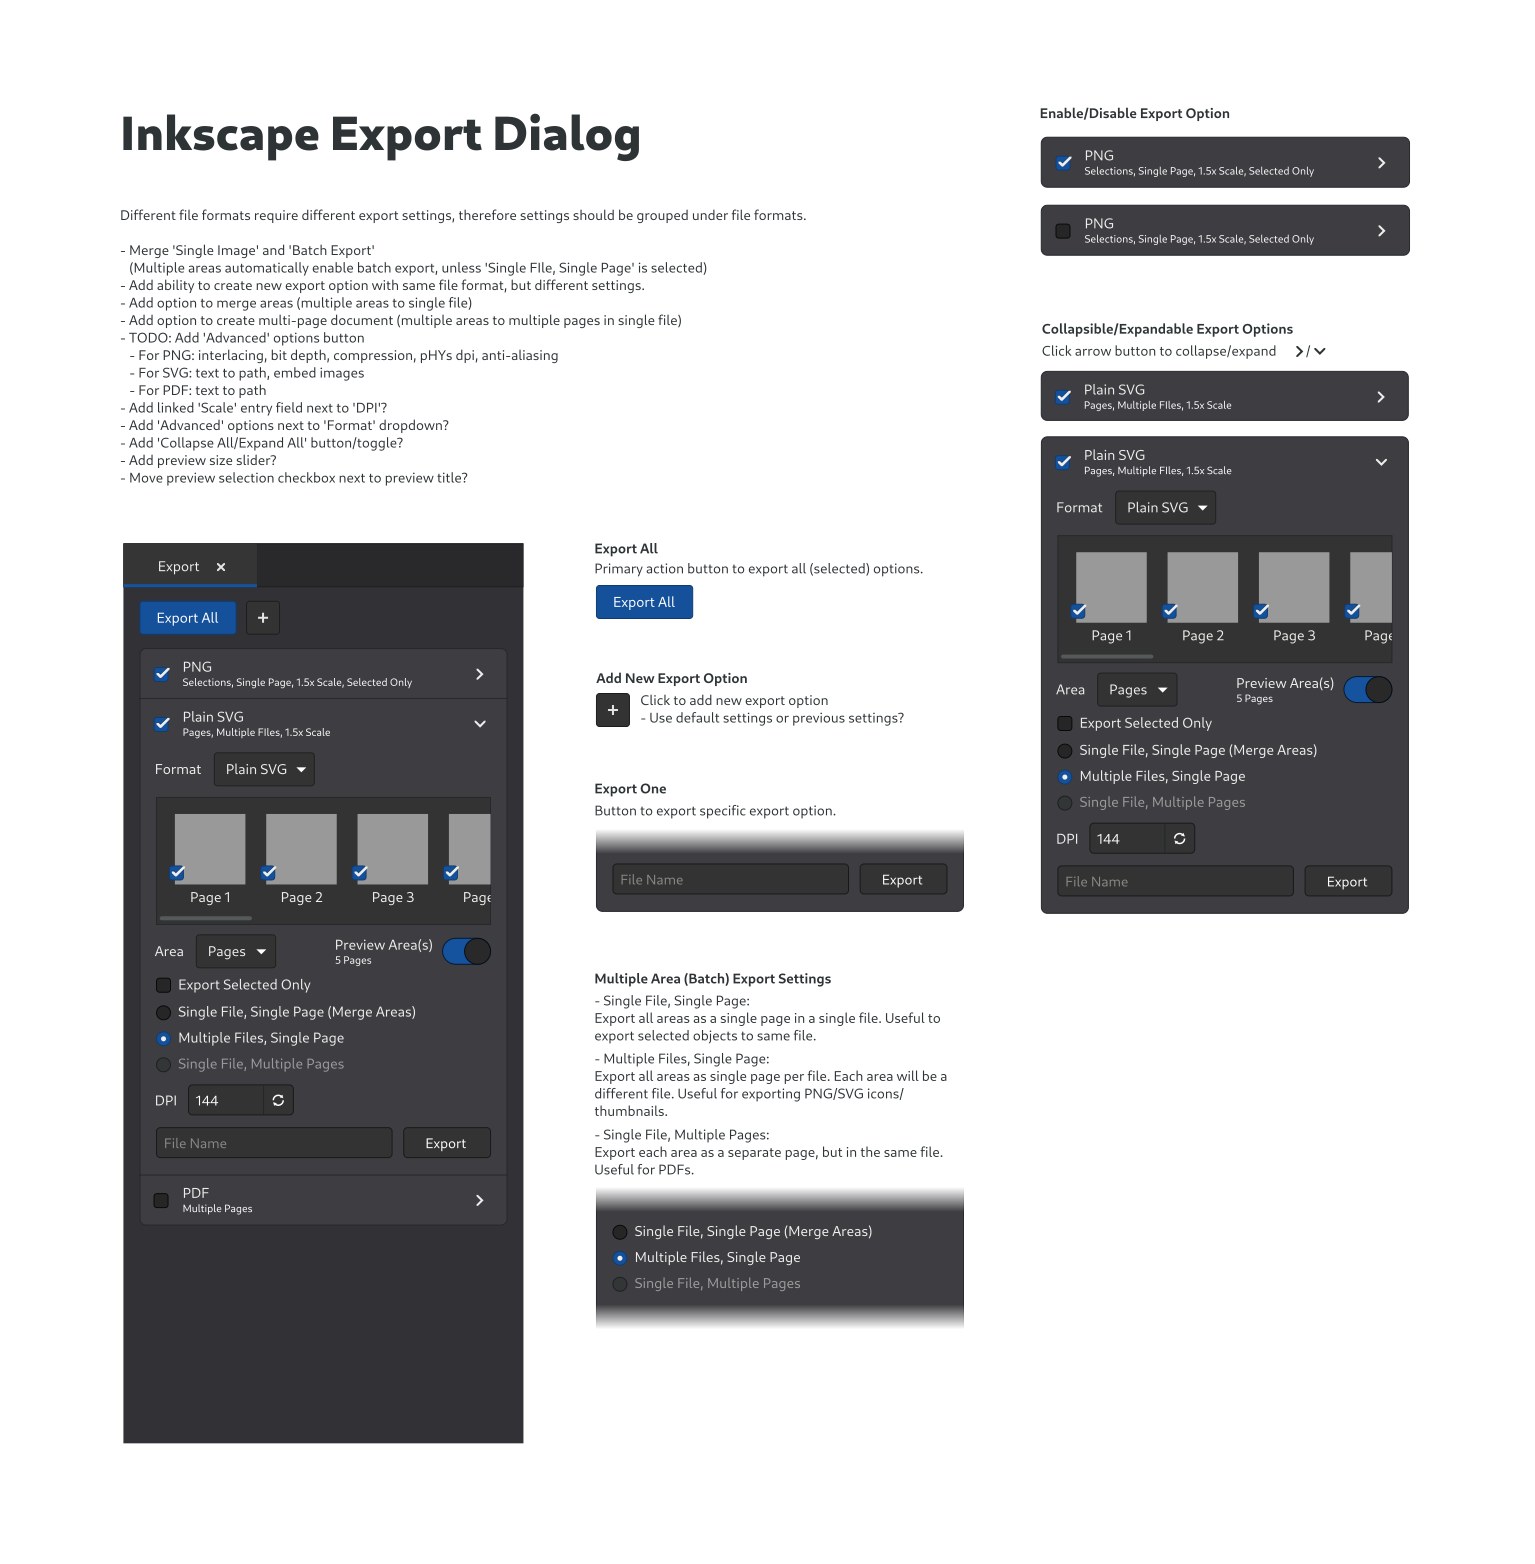 Inkscape Export Dialog
Different file formats require different export settings, therefore settings should be grouped under file formats.
- Merge 'Single Image' and 'Batch Export'
(Multiple areas automatically enable batch export, unless 'Single FIle, Single Page' is selected)
- Add ability to create new export option with same file format, but different settings.
- Add option to merge areas (multiple areas to single file)
- Add option to create multi-page document (multiple areas to multiple pages in single file)
- TODO: Add 'Advanced' options button
- For PNG: interlacing, bit depth, compression, pHYs dpi, anti-aliasing
- For SVG: text to path, embed images
- For PDF: text to path
- Add linked 'Scale' entry field next to 'DPI'?
- Add 'Advanced' options next to 'Format' dropdown?
- Add 'Collapse All/Expand All' button/toggle?
- Add preview size slider?
- Move preview selection checkbox next to preview title?
Export
Export All
+
PNG
Selections, Single Page, 1.5x Scale, Selected Only
Plain SVG
Pages, Multiple FIles, 1.5x Scale
Format Plain SVG
Page 1 Page 2 Page 3 Page
Area Pages Preview Area(s)
5 Pages
Export Selected Only
Single File, Single Page (Merge Areas)
Multiple Files, Single Page
Single File, Multiple Pages
DPI 144
File Name Export
PDF
Multiple Pages
Export All
Primary action button to export all (selected) options.
Export All
Add New Export Option
+ Click to add new export option
- Use default settings or previous settings?
Export One
Button to export specific export option.
File Name Export
Multiple Area (Batch) Export Settings
- Single File, Single Page:
Export all areas as a single page in a single file. Useful to
export selected objects to same file.
- Multiple Files, Single Page:
Export all areas as single page per file. Each area will be a
different file. Useful for exporting PNG/SVG icons/
thumbnails.
- Single File, Multiple Pages:
Export each area as a separate page, but in the same file.
Useful for PDFs.
Single File, Single Page (Merge Areas)
Multiple Files, Single Page
Single File, Multiple Pages
Enable/Disable Export Option
PNG
Selections, Single Page, 1.5x Scale, Selected Only
PNG
Selections, Single Page, 1.5x Scale, Selected Only
Collapsible/Expandable Export Options
Click arrow button to collapse/expand /
Plain SVG
Pages, Multiple FIles, 1.5x Scale
Plain SVG
Pages, Multiple FIles, 1.5x Scale
Format Plain SVG
Page 1 Page 2 Page 3 Page
Area Pages Preview Area(s)
5 Pages
Export Selected Only
Single File, Single Page (Merge Areas)
Multiple Files, Single Page
Single File, Multiple Pages
DPI 144
File Name Export